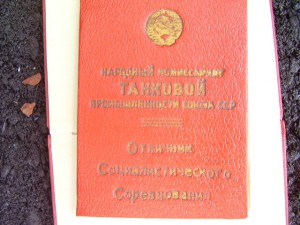 НАРОДНЫЙ КОМИССАРИАТ
ТАНКОВОЙ
ПРОМЫШЛЕННОСТИ СОЮЗА ССР
Отличник
Социалистического
Соревнования